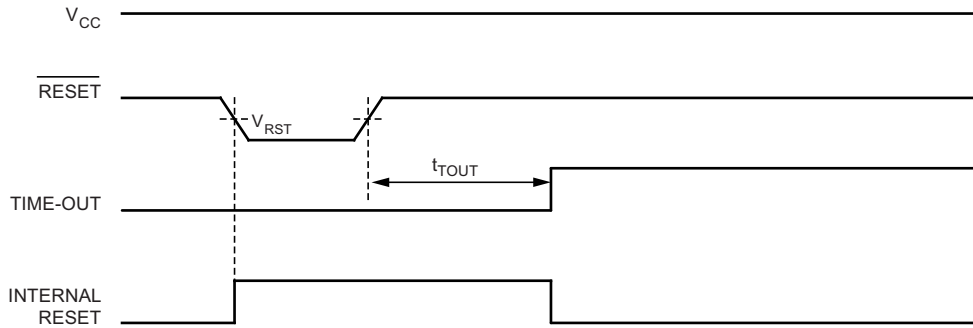 VCC
RESET
VRST
tTOUT
TIME-OUT
INTERNAL
RESET